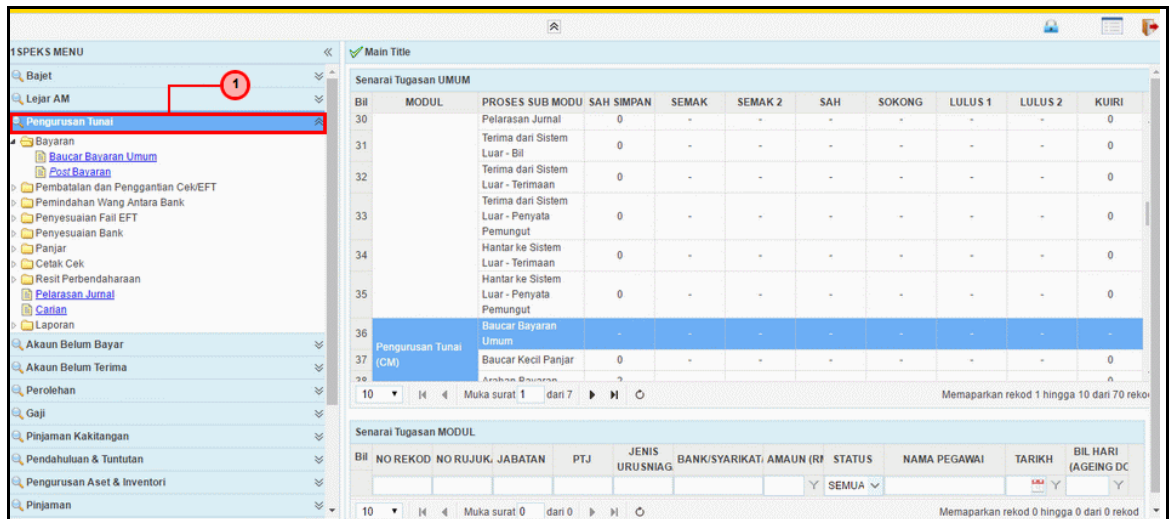 1SPEKS MENU
Main Title
Bajet
Lejar AM
1
Pengurusan Tunai
Bayaran
Baucar Bayaran Umum
Post Bayaran
Pembatalan dan Penggantian Cek/EFT
Pemindahan Wang Antara Bank
Penyesuaian Fail EFT
Penyesuaian Bank
Panjar
Cetak Cek
Resit Perbendaharaan
Pelarasan Jurnal
Carian
Laporan
Akaun Belum Bayar
Akaun Belum Terima
Perolehan
Gaji
Pinjaman Kakitangan
Pendahuluan & Tuntutan
Pengurusan Aset & Inventori
Pinjaman
Senarai Tugasan UMUM
Bil MODUL PROSES SUB MODU SAH SIMPAN SEMAK SEMAK 2 SAH SOKONG LULUS 1 LULUS 2 KUIRI
30 Pelarasan Jurnal 0 - - - - - - 0
31 Terima dari Sistem
Luar - Bil 0 - - - - - - 0
32 Terima dari Sistem
Luar - Terimaan 0 - - - - - - 0
33 Terima dari Sistem
Luar - Penyata
Pemungut 0 - - - - - - 0
34 Hantar ke Sistem
Luar - Terimaan 0 - - - - - - 0
35 Hantar ke Sistem
Luar - Penyata
Pemungut 0 - - - - - - 0
36 Pengurusan Tunai
(CM)
Baucar Bayaran
Umum - - - - - - - -
37 Baucar Kecil Panjar 0 - - - - - - 0
38 Arahan Bayaran 2 0
10 Muka surat 1 dari 7 Memaparkan rekod 1 hingga 10 dari 70 reko
Senarai Tugasan MODUL
Bil NO REKOD NO RUJUK JABATAN PTJ JENIS
URUSNIAG BANK/SYARIKAT AMAUN (RM STATUS NAMA PEGAWAI TARIKH BIL HARI
(AGEING DO
SEMUA
10 Muka surat 0 dari 0 Memaparkan rekod 0 hingga 0 dari 0 rekod